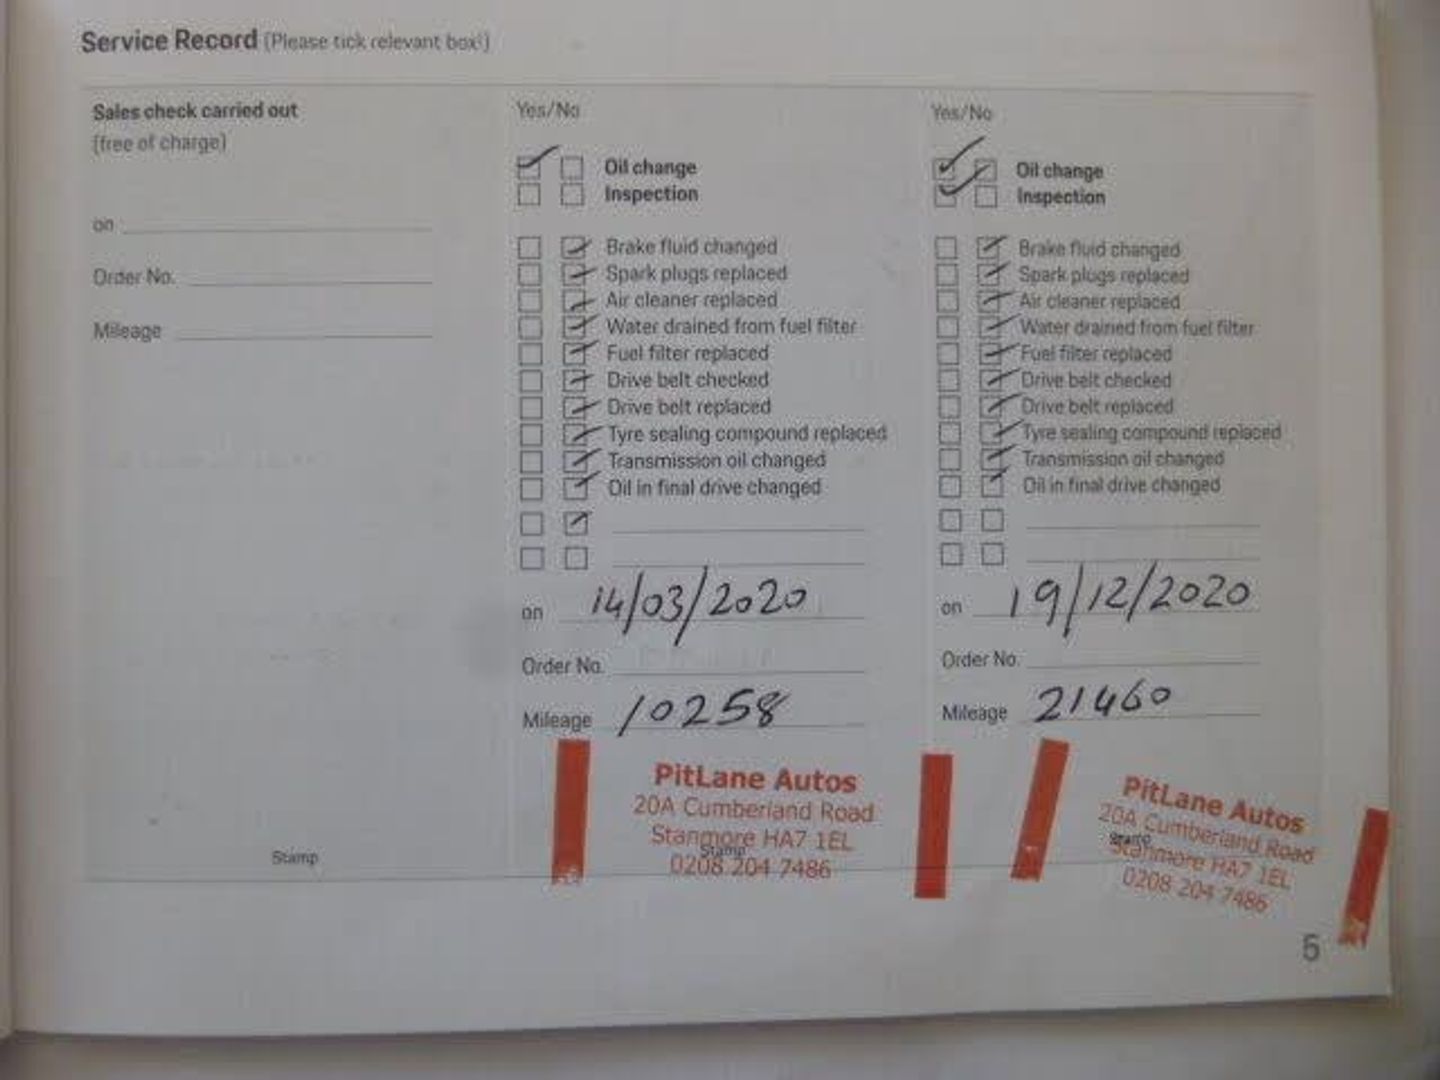 Service Record (Please tick relevant box!)
Sales check carried out
(free of charge)
on
Order No.
Mileage
Stamp
Yes/No
Oil change
Inspection
Brake fluid changed
Spark plugs replaced
Air cleaner replaced
Water drained from fuel filter
Fuel filter replaced
Drive belt checked
Drive belt replaced
Tyre sealing compound replaced
Transmission oil changed
Oil in final drive changed
on 14/03/2020
Order No.
Mileage 10258
PitLane Autos
20A Cumberland Road
Stanmore HA7 1EL
Stamp
0208 204 7486
Yes/No
Oil change
Inspection
Brake fluid changed
Spark plugs replaced
Air cleaner replaced
Water drained from fuel filter
Fuel filter replaced
Drive belt checked
Drive belt replaced
Tyre sealing compound replaced
Transmission oil changed
Oil in final drive changed
on 19/12/2020
Order No.
Mileage 21460
PitLane Autos
20A Cumberland Road
Stamp
Stanmore HA7 1EL
0208 204 7486
5